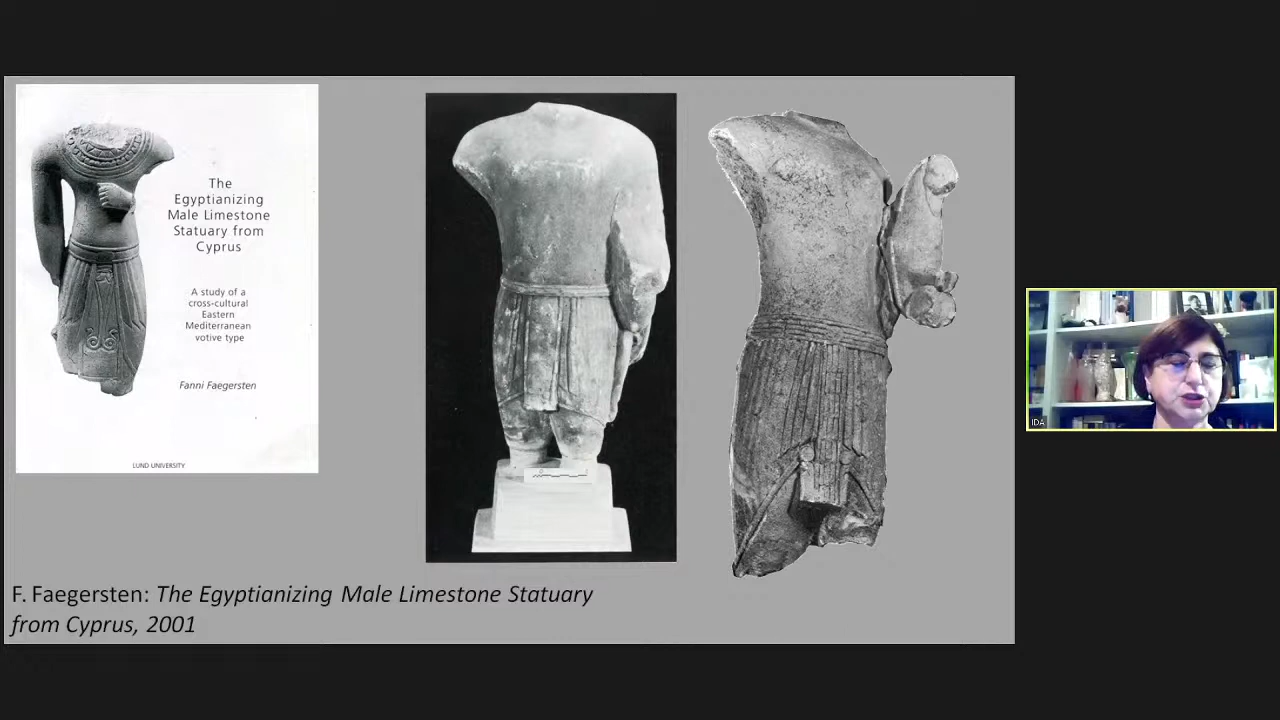 The
Egyptianizing
Male Limestone
Statuary from
Cyprus
A study of a
cross-cultural
Eastern
Mediterranean
votive type
Fanni Faegersten
LUND UNIVERSITY
F. Faegersten: The Egyptianizing Male Limestone Statuary
from Cyprus, 2001
IDA